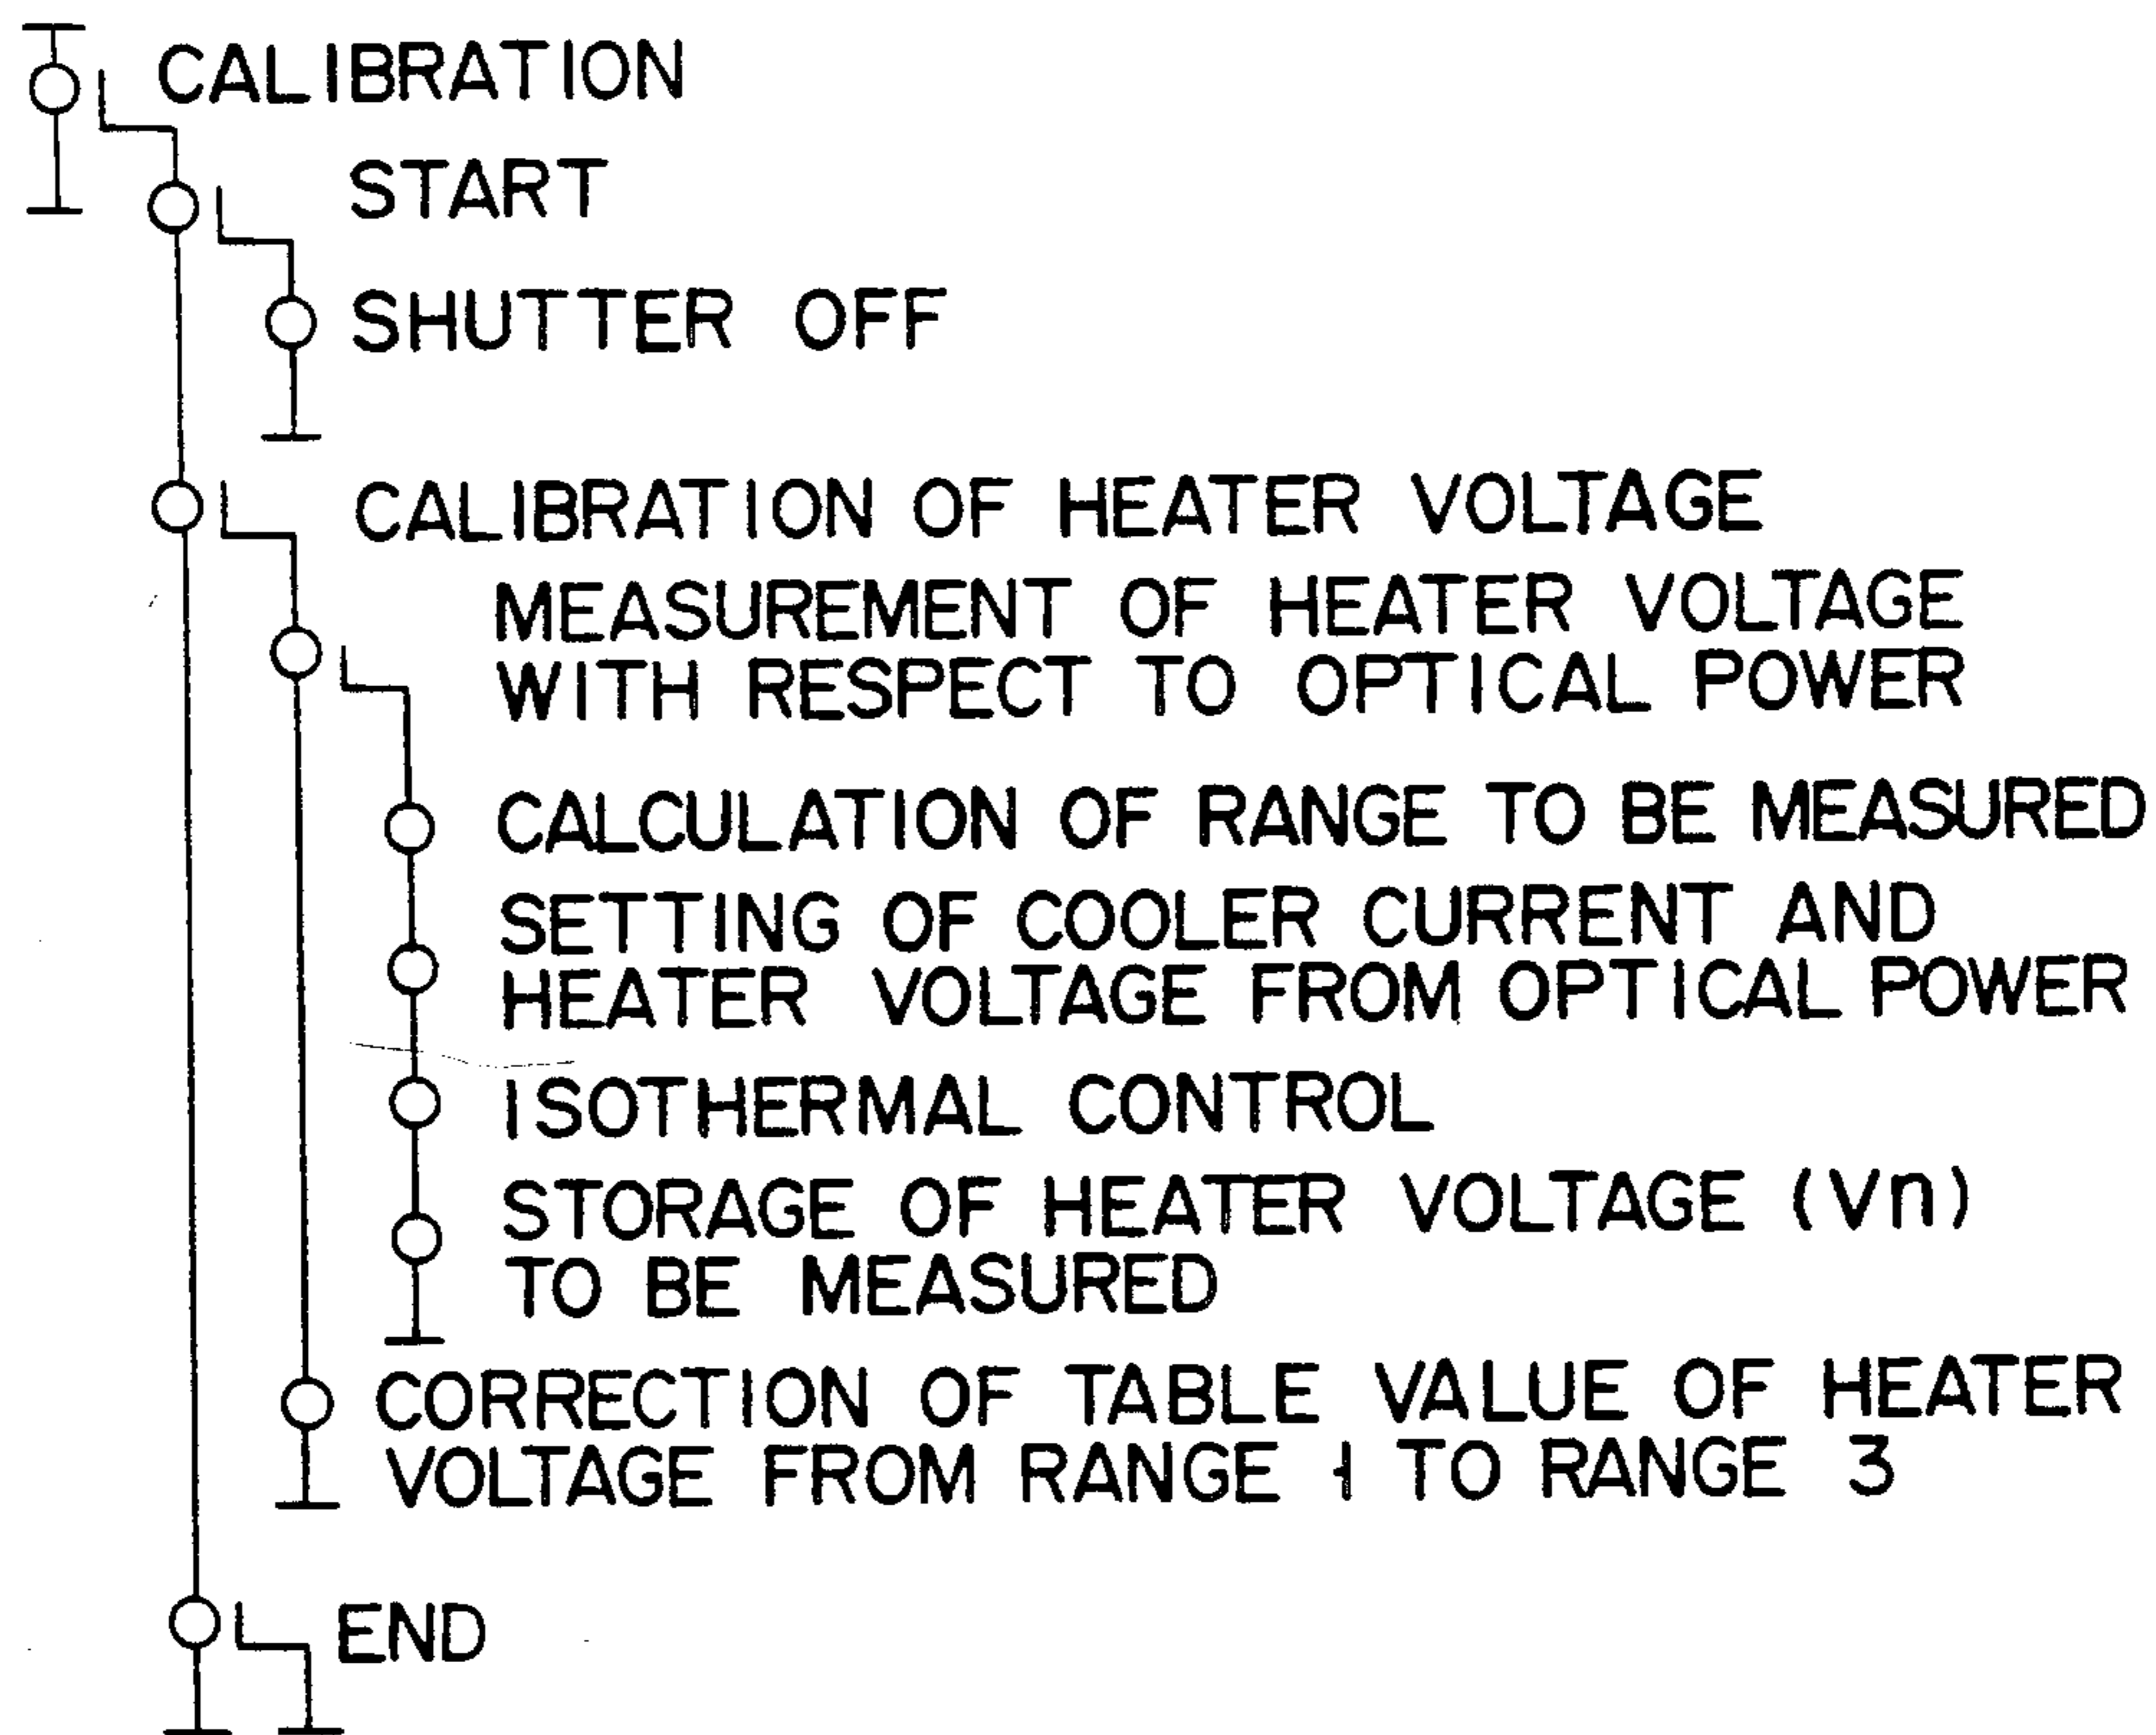 CALIBRATION
START
SHUTTER OFF
CALIBRATION OF HEATER VOLTAGE
MEASUREMENT OF HEATER VOLTAGE
WITH RESPECT TO OPTICAL POWER
CALCULATION OF RANGE TO BE MEASURED
SETTING OF COOLER CURRENT AND
HEATER VOLTAGE FROM OPTICAL POWER
ISOTHERMAL CONTROL
STORAGE OF HEATER VOLTAGE (Vn)
TO BE MEASURED
CORRECTION OF TABLE VALUE OF HEATER
VOLTAGE FROM RANGE 1 TO RANGE 3
END